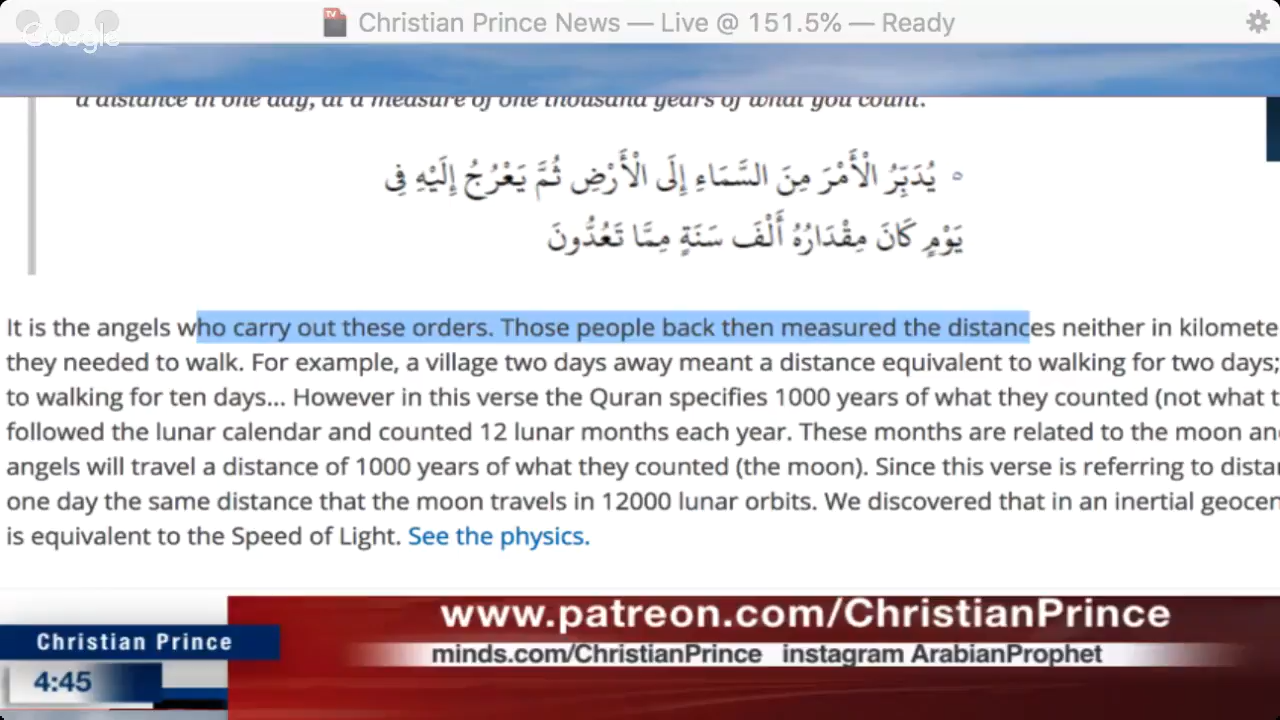 Google
Christian Prince News — Live @ 151.5% — Ready
a distance in one day, at a measure of one thousand years of what you count.
٥ يُدَبِّرُ الْأَمْرَ مِنَ السَّمَاءِ إِلَى الْأَرْضِ ثُمَّ يَعْرُجُ إِلَيْهِ فِى
يَوْمٍ كَانَ مِقْدَارُهُ أَلْفَ سَنَةٍ مِمَّا تَعُدُّونَ
It is the angels who carry out these orders. Those people back then measured the distances neither in kilomete
they needed to walk. For example, a village two days away meant a distance equivalent to walking for two days;
to walking for ten days... However in this verse the Quran specifies 1000 years of what they counted (not what t
followed the lunar calendar and counted 12 lunar months each year. These months are related to the moon an
angels will travel a distance of 1000 years of what they counted (the moon). Since this verse is referring to distan
one day the same distance that the moon travels in 12000 lunar orbits. We discovered that in an inertial geocen
is equivalent to the Speed of Light. See the physics.
www.patreon.com/ChristianPrince
Christian Prince
minds.com/ChristianPrince instagram ArabianProphet
4:45